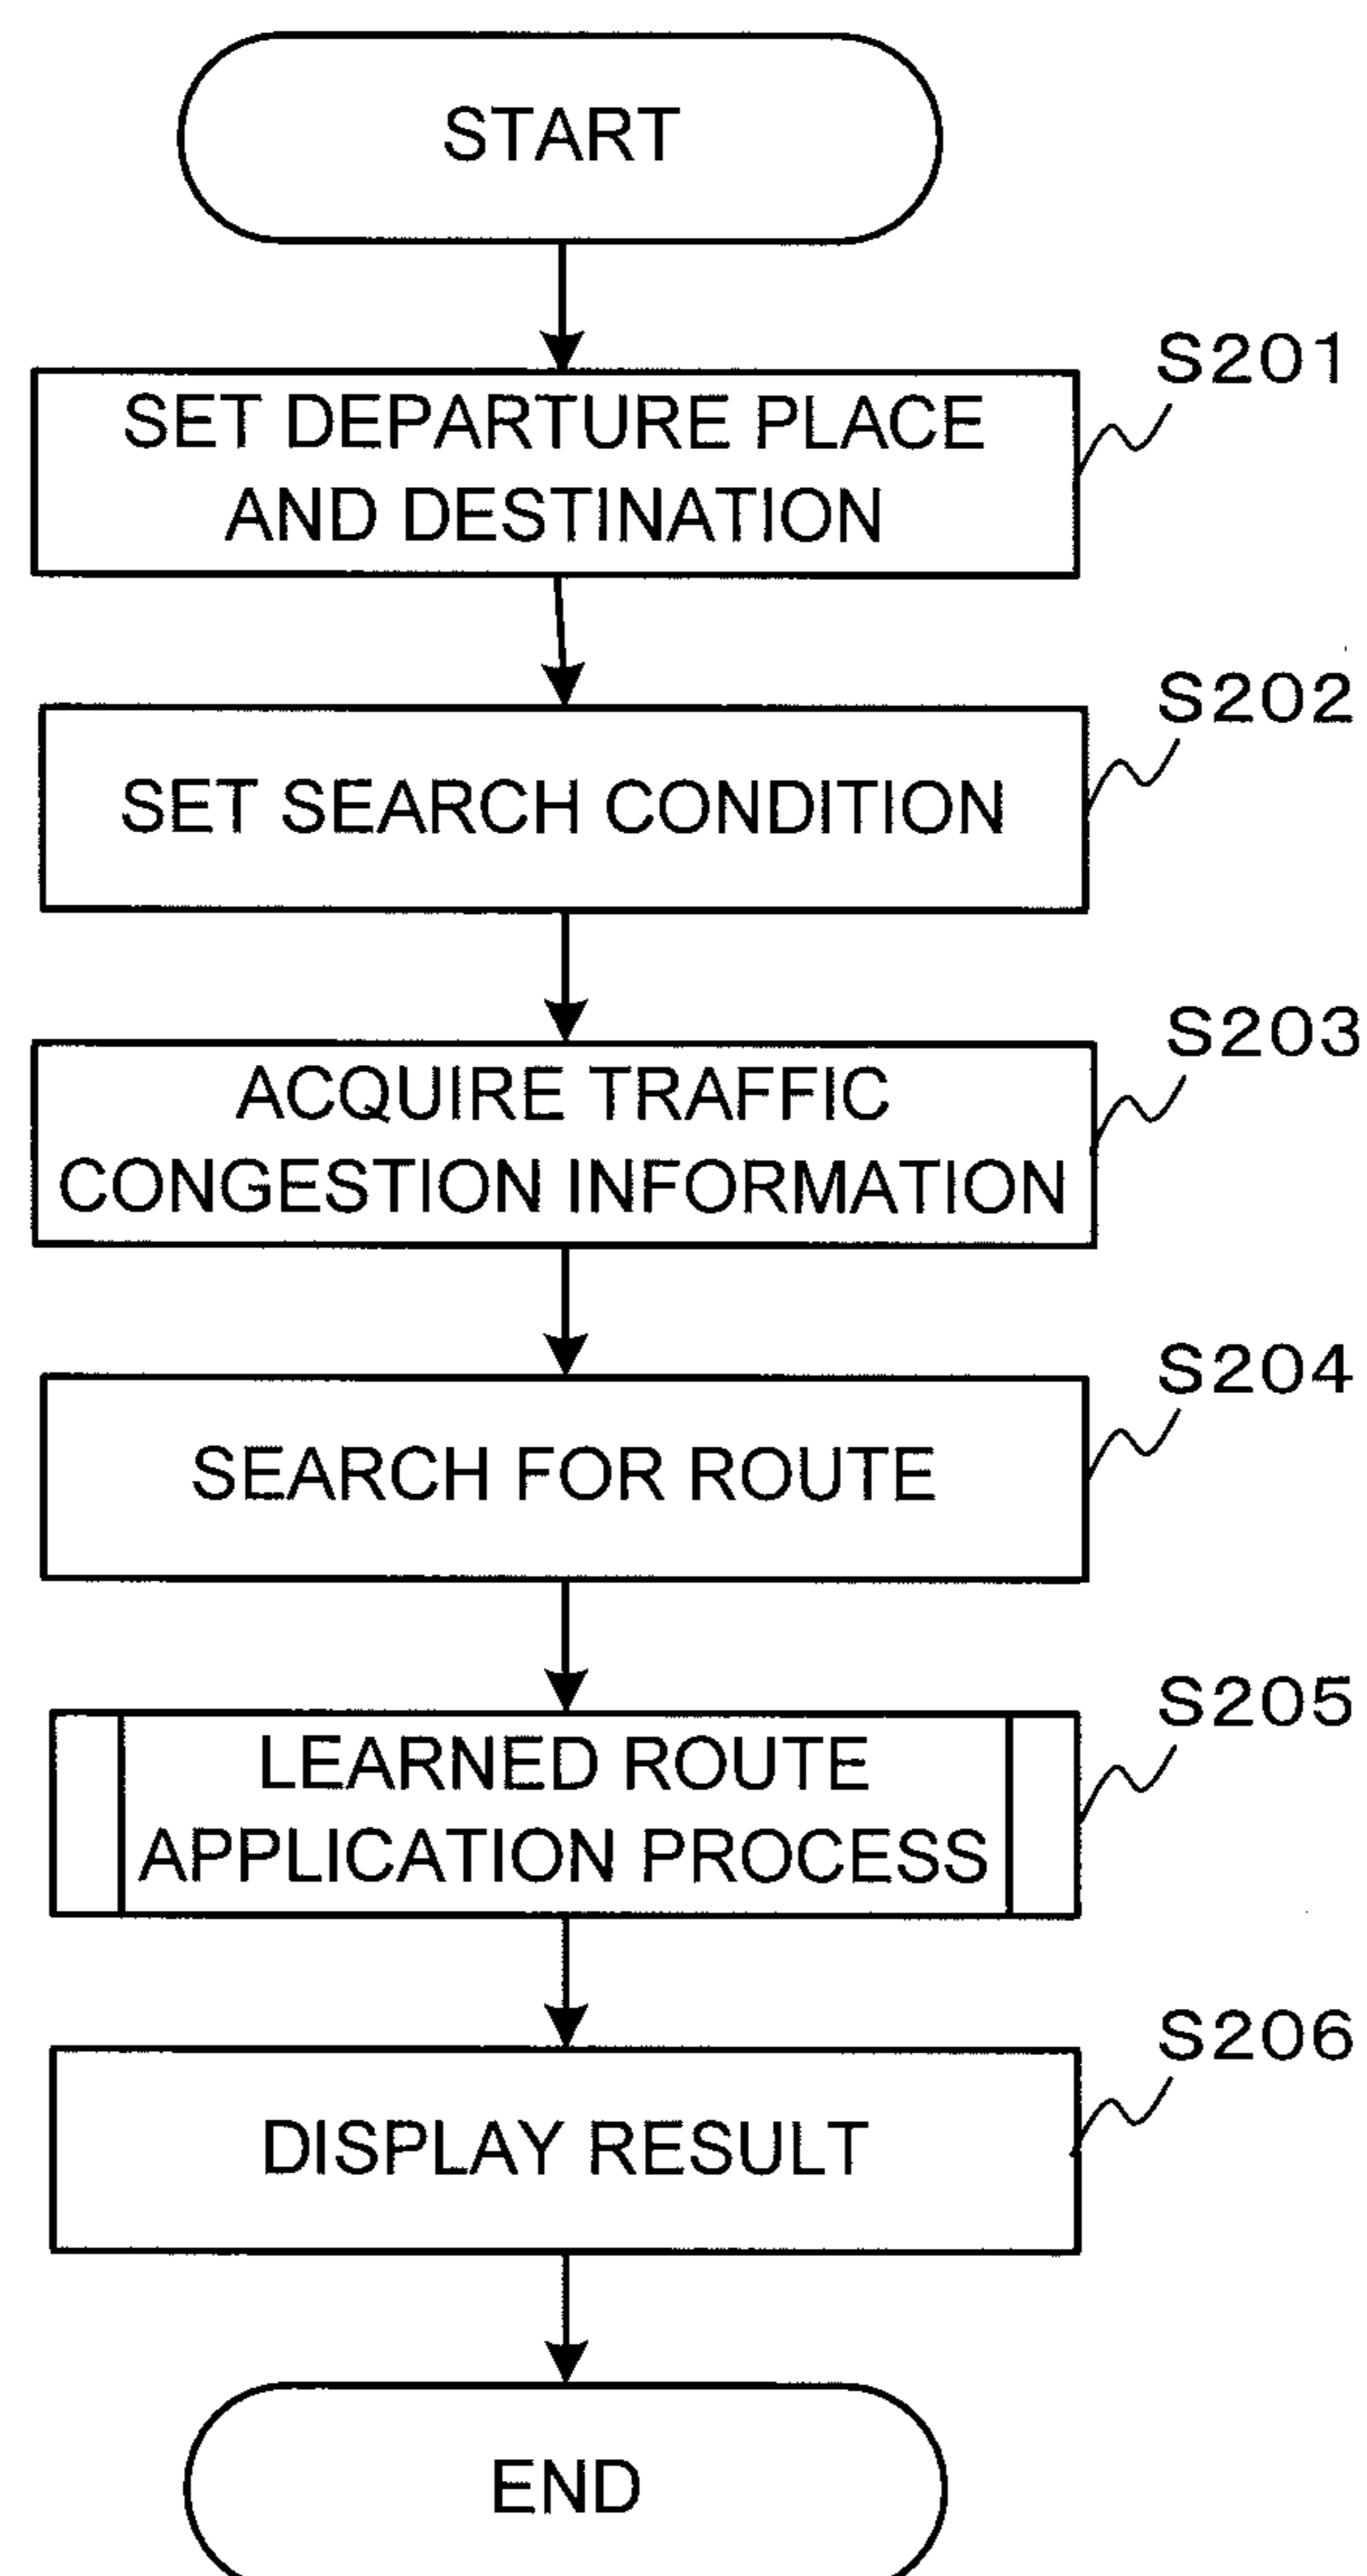 START
S201
SET DEPARTURE PLACE
AND DESTINATION
S202
SET SEARCH CONDITION
S203
ACQUIRE TRAFFIC
CONGESTION INFORMATION
S204
SEARCH FOR ROUTE
S205
LEARNED ROUTE
APPLICATION PROCESS
S206
DISPLAY RESULT
END